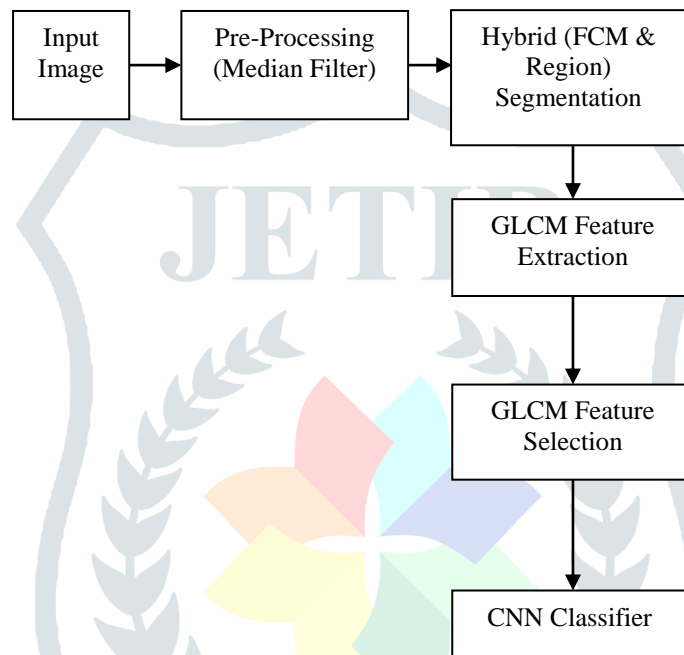 Input
Image
Pre-Processing
(Median Filter)
Hybrid (FCM &
Region)
Segmentation
JETIR
GLCM Feature
Extraction
GLCM Feature
Selection
CNN Classifier